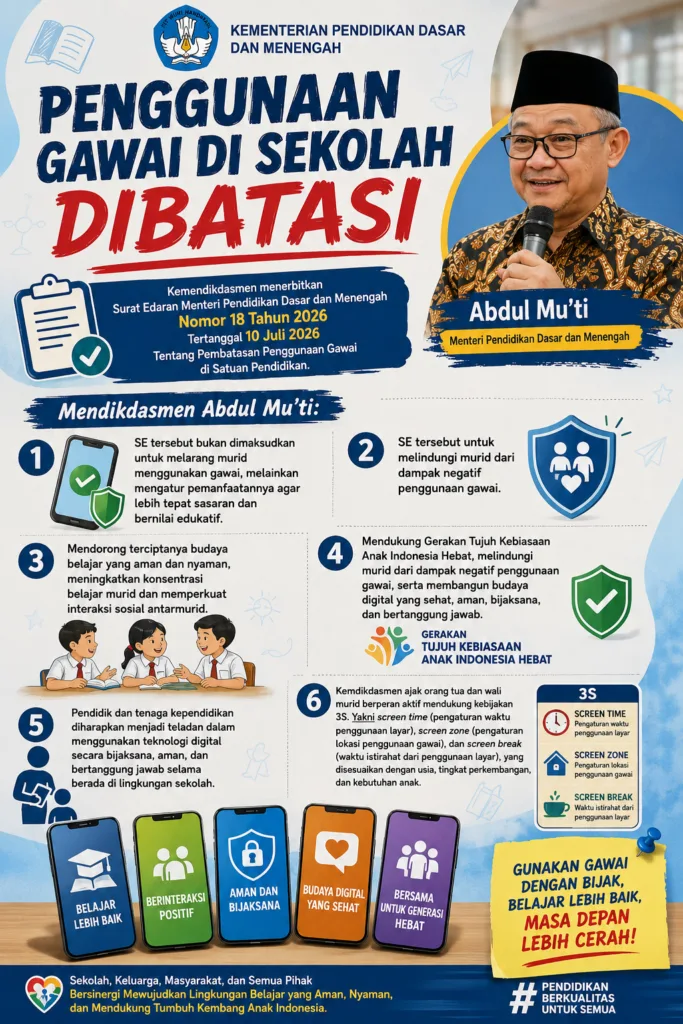 KEMENTERIAN PENDIDIKAN DASAR
DAN MENENGAH
PENGGUNAAN
GAWAI DI SEKOLAH
DIBATASI
Kemendikdasmen menerbitkan
Surat Edaran Menteri Pendidikan Dasar dan Menengah
Nomor 18 Tahun 2026
Tertanggal 10 Juli 2026
Tentang Pembatasan Penggunaan Gawai
di Satuan Pendidikan.
Abdul Mu'ti
Menteri Pendidikan Dasar dan Menengah
Mendikdasmen Abdul Mu'ti:
1
SE tersebut bukan dimaksudkan
untuk melarang murid
menggunakan gawai, melainkan
mengatur pemanfaatannya agar
lebih tepat sasaran dan
bernilai edukatif.
2
SE tersebut untuk
melindungi murid dari
dampak negatif
penggunaan gawai.
3
Mendorong terciptanya budaya
belajar yang aman dan nyaman,
meningkatkan konsentrasi
belajar murid dan memperkuat
interaksi sosial antarmurid.
4
Mendukung Gerakan Tujuh Kebiasaan
Anak Indonesia Hebat, melindungi
murid dari dampak negatif penggunaan
gawai, serta membangun budaya
digital yang sehat, aman, bijaksana,
dan bertanggung jawab.
GERAKAN
TUJUH KEBIASAAN
ANAK INDONESIA HEBAT
5
Pendidik dan tenaga kependidikan
diharapkan menjadi teladan dalam
menggunakan teknologi digital
secara bijaksana, aman, dan
bertanggung jawab selama
berada di lingkungan sekolah.
6
Kemdikdasmen ajak orang tua dan wali
murid berperan aktif mendukung kebijakan
3S. Yakni screen time (pengaturan waktu
penggunaan layar), screen zone (pengaturan
lokasi penggunaan gawai), dan screen break
(waktu istirahat dari penggunaan layar), yang
disesuaikan dengan usia, tingkat perkembangan,
dan kebutuhan anak.
3S
SCREEN TIME
Pengaturan waktu
penggunaan layar
SCREEN ZONE
Pengaturan lokasi
penggunaan gawai
SCREEN BREAK
Waktu istirahat dari
penggunaan layar
BELAJAR
LEBIH BAIK
BERINTERAKSI
POSITIF
AMAN DAN
BIJAKSANA
BUDAYA DIGITAL
YANG SEHAT
BERSAMA
UNTUK GENERASI
HEBAT
GUNAKAN GAWAI
DENGAN BIJAK,
BELAJAR LEBIH BAIK,
MASA DEPAN
LEBIH CERAH!
Sekolah, Keluarga, Masyarakat, dan Semua Pihak
Bersinergi Mewujudkan Lingkungan Belajar yang Aman, Nyaman,
dan Mendukung Tumbuh Kembang Anak Indonesia.
# PENDIDIKAN
BERKUALITAS
UNTUK SEMUA